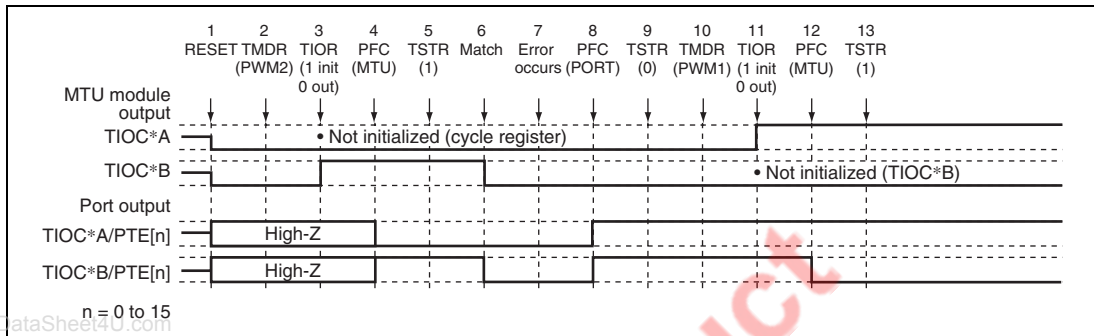 1 2 3 4 5 6 7 8 9 10 11 12 13
RESET TMDR TIOR PFC TSTR Match Error PFC TSTR TMDR TIOR PFC TSTR
(PWM2) (1 init (MTU) (1) occurs (PORT) (0) (PWM1) (1 init (MTU) (1)
0 out) 0 out)
MTU module
output
TIOC*A • Not initialized (cycle register)
TIOC*B • Not initialized (TIOC*B)
Port output
TIOC*A/PTE[n] High-Z
TIOC*B/PTE[n] High-Z
n = 0 to 15
DataSheet4U.com
uct